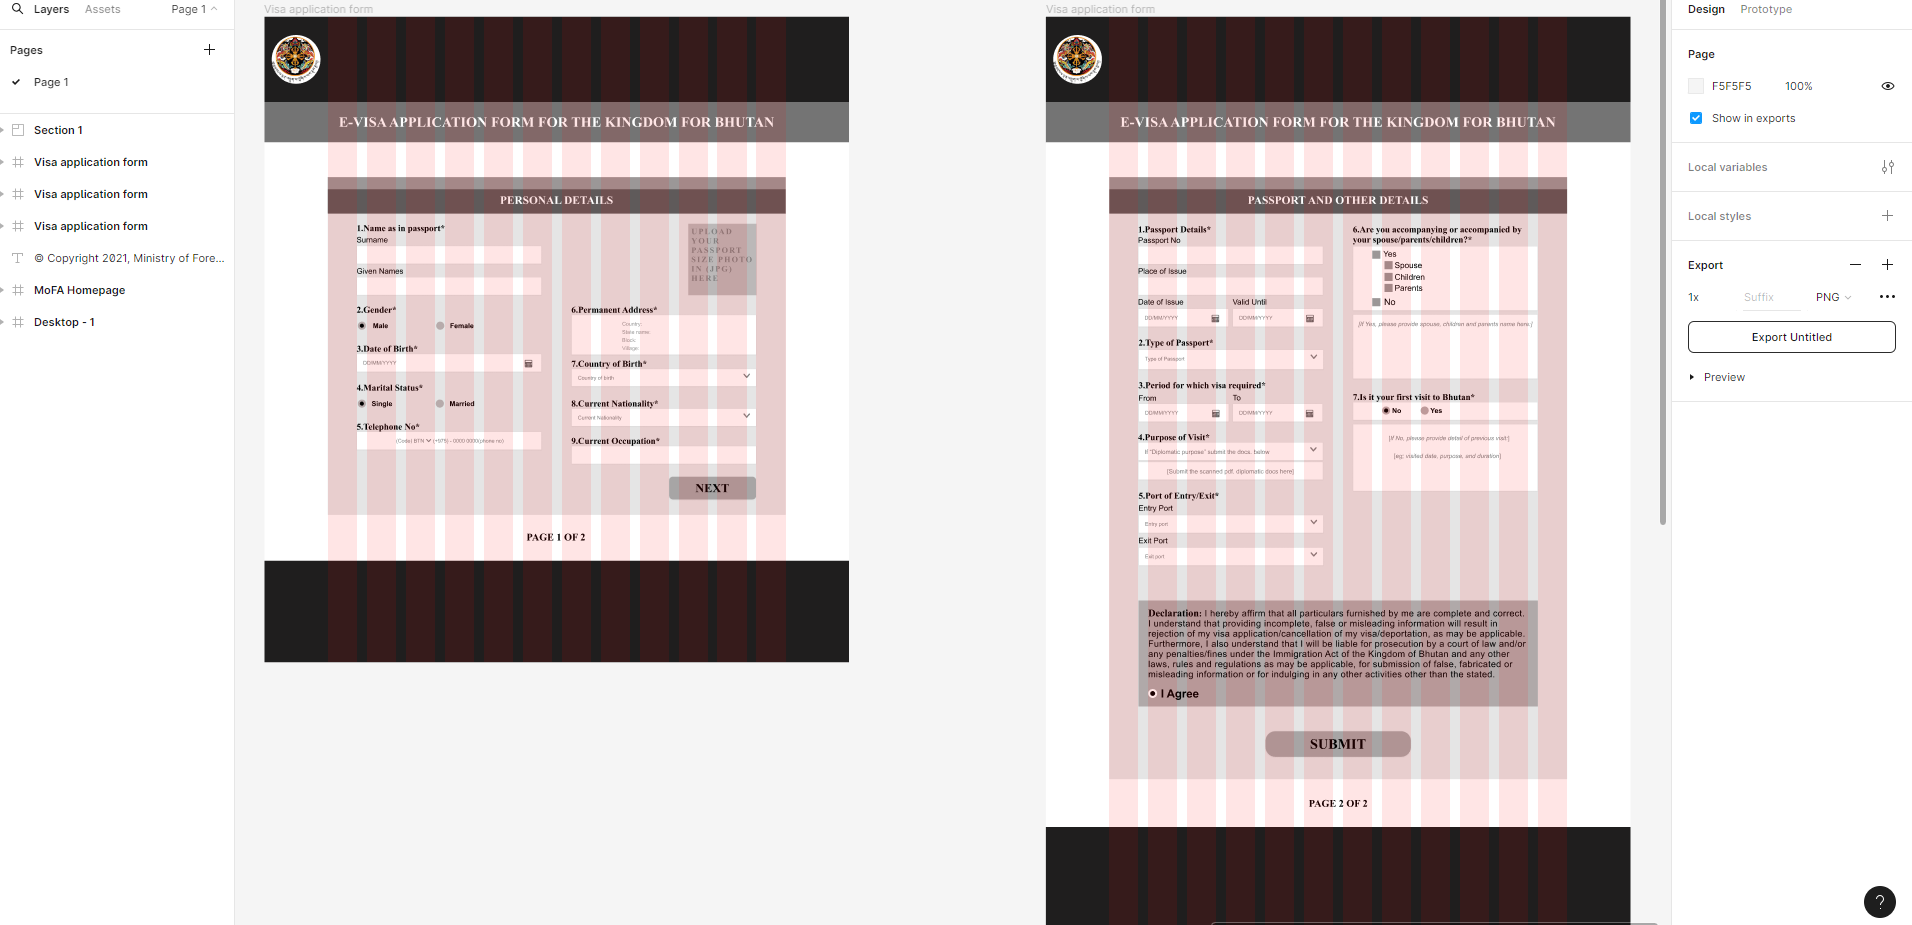 Layers
Assets
Page 1
Pages
Page 1
Section 1
Visa application form
Visa application form
Visa application form
© Copyright 2021, Ministry of Fore...
MoFA Homepage
Desktop - 1
Visa application form
E-VISA APPLICATION FORM FOR THE KINGDOM FOR BHUTAN
PERSONAL DETAILS
1.Name as in passport*
Surname
Given Names
UPLOAD
YOUR
PASSPORT
SIZE PHOTO
IN (JPG)
HERE
2.Gender*
Male
Female
3.Date of Birth*
DD/MM/YYYY
4.Marital Status*
Single
Married
5.Telephone No*
(Code) BTN (+975) - 0000 0000(phone no)
6.Permanent Address*
Country:
State name:
Block:
Village:
7.Country of Birth*
Country of birth
8.Current Nationality*
Current Nationality
9.Current Occupation*
NEXT
PAGE 1 OF 2
Visa application form
E-VISA APPLICATION FORM FOR THE KINGDOM FOR BHUTAN
PASSPORT AND OTHER DETAILS
1.Passport Details*
Passport No
Place of Issue
Date of Issue
Valid Until
DD/MM/YYYY
DD/MM/YYYY
2.Type of Passport*
Type of Passport
3.Period for which visa required*
From
To
DD/MM/YYYY
DD/MM/YYYY
4.Purpose of Visit*
If "Diplomatic purpose" submit the docs. below
[Submit the scanned pdf. diplomatic docs here]
5.Port of Entry/Exit*
Entry Port
Entry port
Exit Port
Exit port
6.Are you accompanying or accompanied by
your spouse/parents/children?*
Yes
Spouse
Children
Parents
No
[If Yes, please provide spouse, children and parents name here ]
7.Is it your first visit to Bhutan*
No
Yes
[If No, please provide detail of previous visit:]
[eg; visited date, purpose, and duration]
Declaration: I hereby affirm that all particulars furnished by me are complete and correct.
I understand that providing incomplete, false or misleading information will result in
rejection of my visa application/cancellation of my visa/deportation, as may be applicable.
Furthermore, I also understand that I will be liable for prosecution by a court of law and/or
any penalties/fines under the Immigration Act of the Kingdom of Bhutan and any other
laws, rules and regulations as may be applicable, for submission of false, fabricated or
misleading information or for indulging in any other activities other than the stated.
I Agree
SUBMIT
PAGE 2 OF 2
Design
Prototype
Page
F5F5F5
100%
Show in exports
Local variables
Local styles
Export
1x
Suffix
PNG
Export Untitled
Preview
?